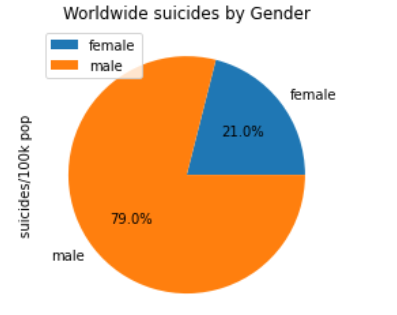 Worldwide suicides by Gender
female
male
female
21.0%
suicides/100k pop
79.0%
male